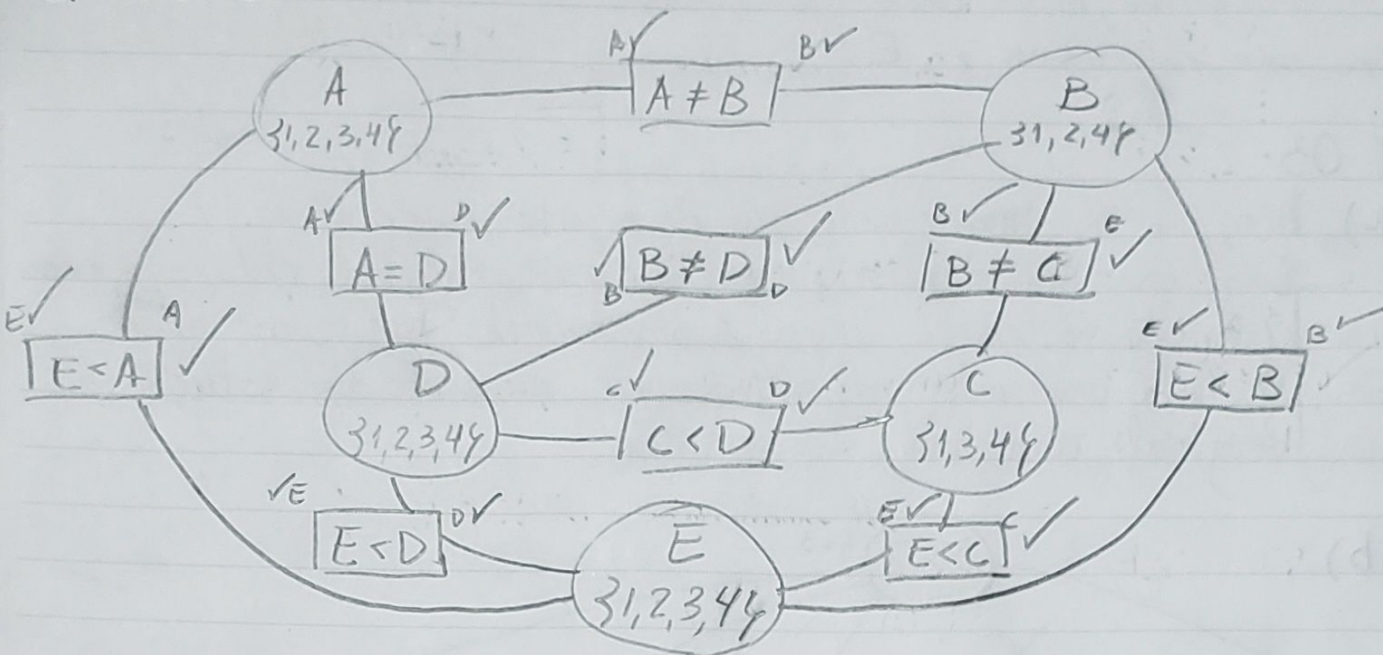 A✓ B✓
A
{1,2,3,4}
A ≠ B
B
{1,2,4}
A✓ D✓
A = D
✓ B ≠ D ✓
B D
B✓ E
B ≠ C ✓
E✓ A
E < A ✓
E✓ B✓
E < B
D
{1,2,3,4}
C✓ D✓
C < D
C
{1,3,4}
✓E D✓
E < D
E
{1,2,3,4}
E✓ C✓
E < C